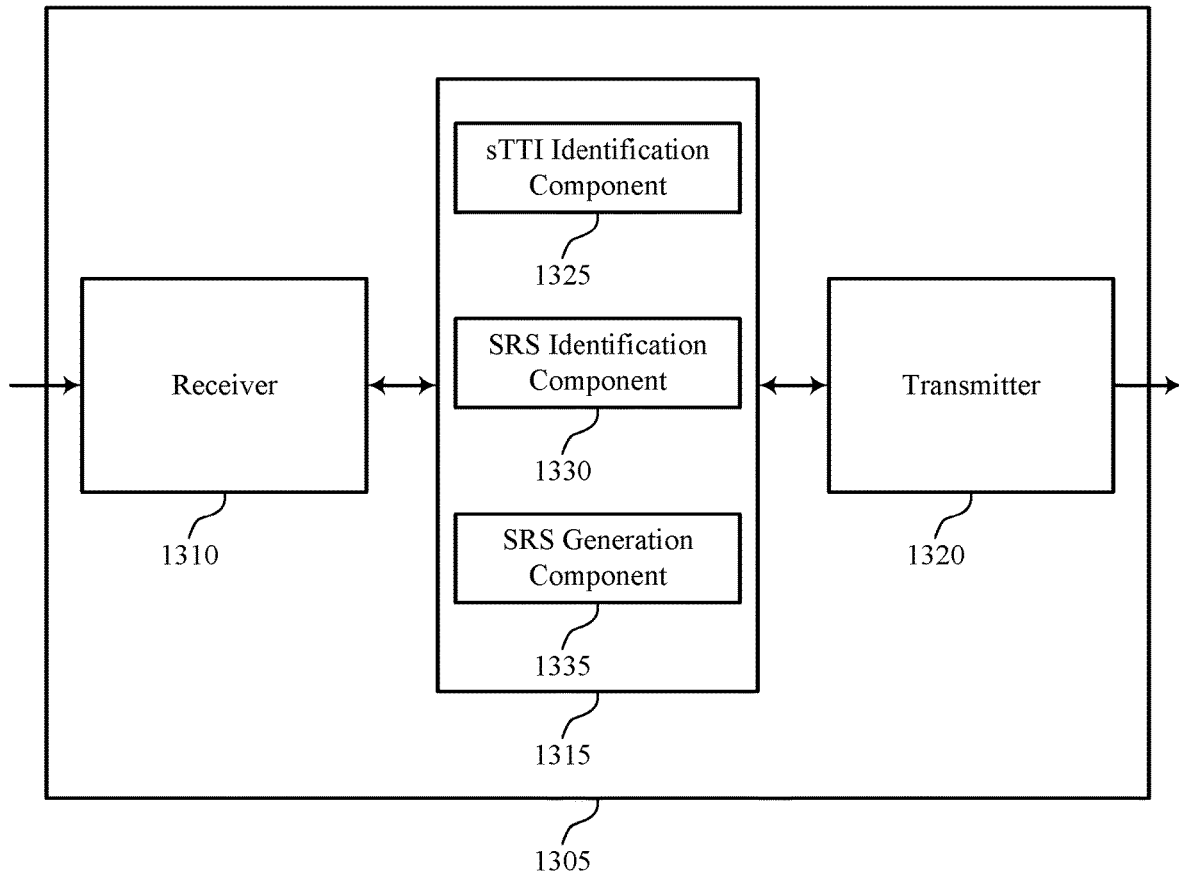 sTTI Identification
Component
1325
SRS Identification
Component
1330
SRS Generation
Component
1335
1315
Receiver
1310
Transmitter
1320
1305